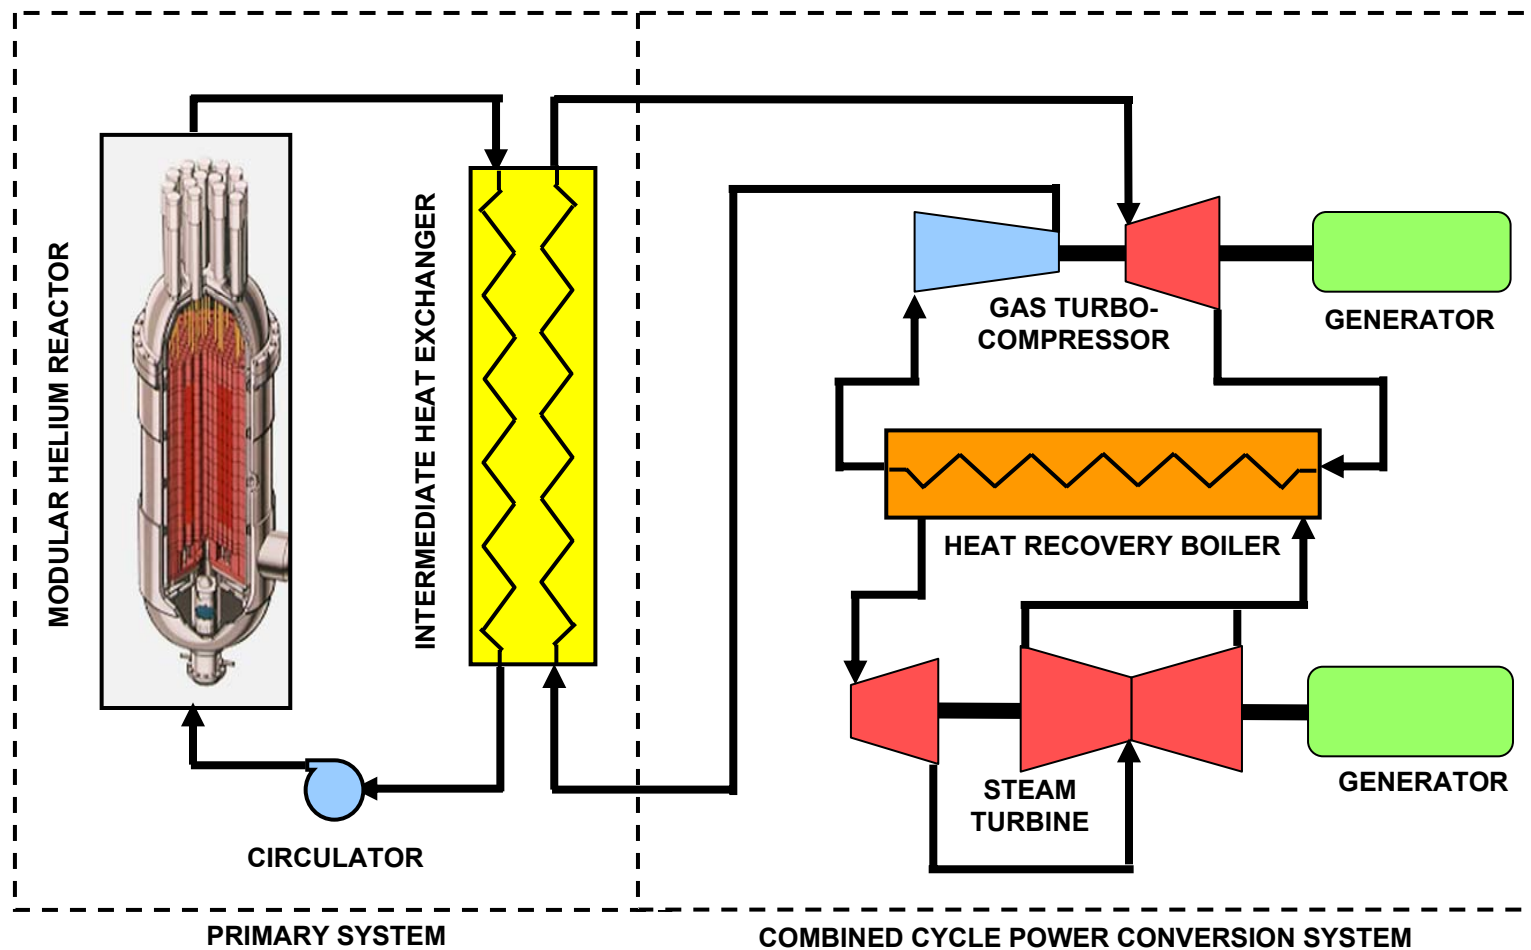 MODULAR HELIUM REACTOR
INTERMEDIATE HEAT EXCHANGER
GAS TURBO-
COMPRESSOR
GENERATOR
HEAT RECOVERY BOILER
STEAM
TURBINE
GENERATOR
CIRCULATOR
PRIMARY SYSTEM
COMBINED CYCLE POWER CONVERSION SYSTEM